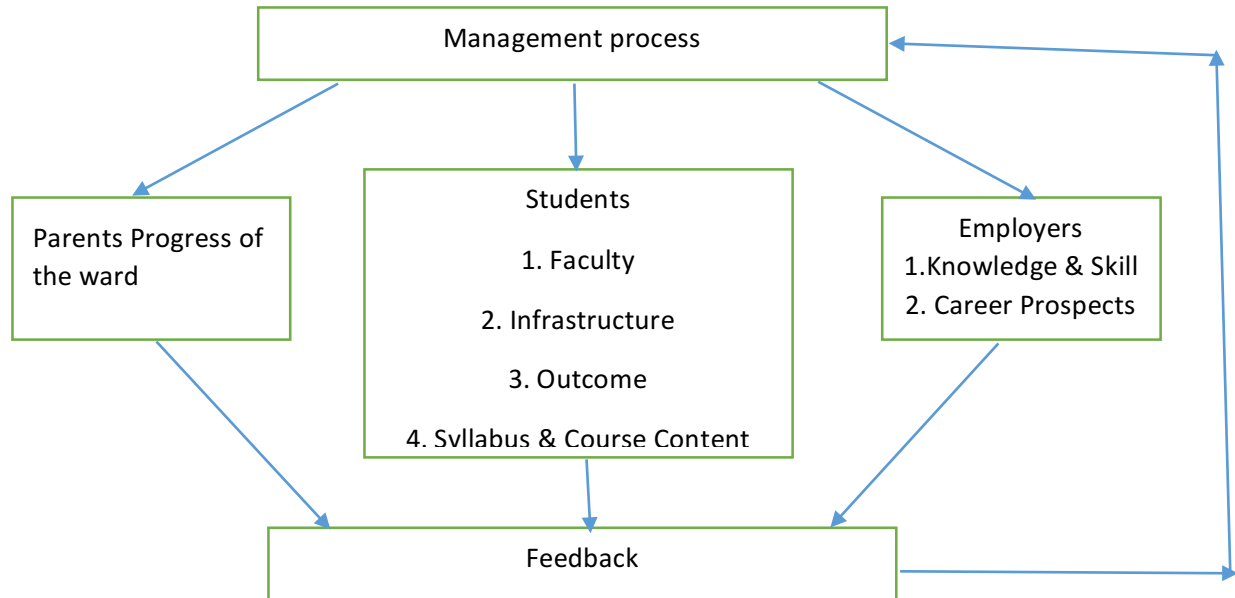 Management process
Parents Progress of
the ward
Students
1. Faculty
2. Infrastructure
3. Outcome
4. Syllabus & Course Content
Employers
1.Knowledge & Skill
2. Career Prospects
Feedback